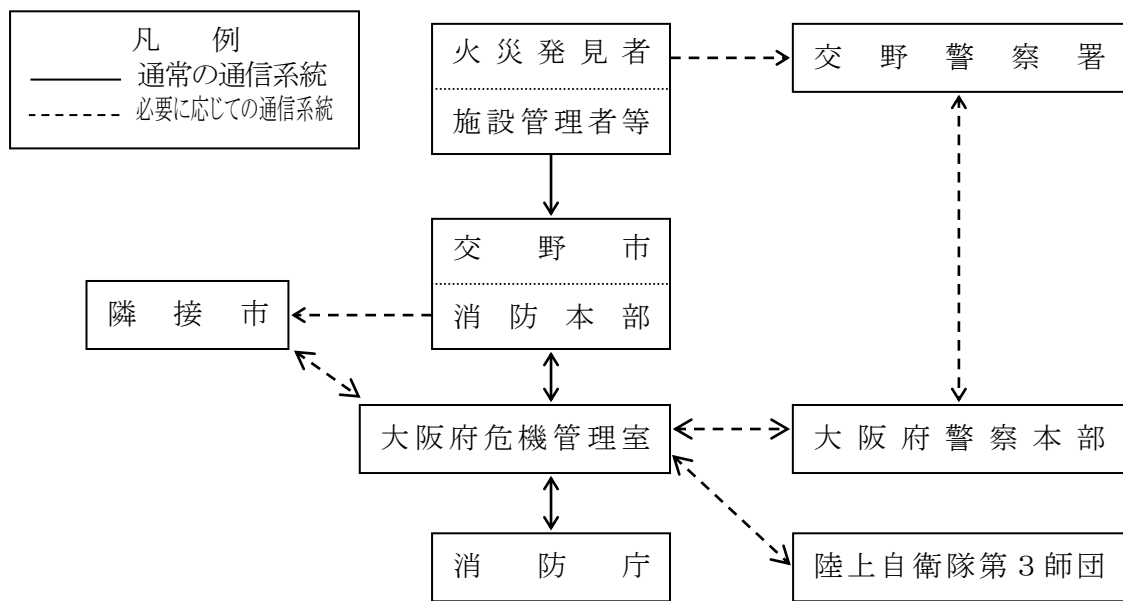 凡例
通常の通信系統
必要に応じての通信系統
火災発見者
施設管理者等
交野警察署
交野市
消防本部
隣接市
大阪府危機管理室
大阪府警察本部
消防庁
陸上自衛隊第３師団